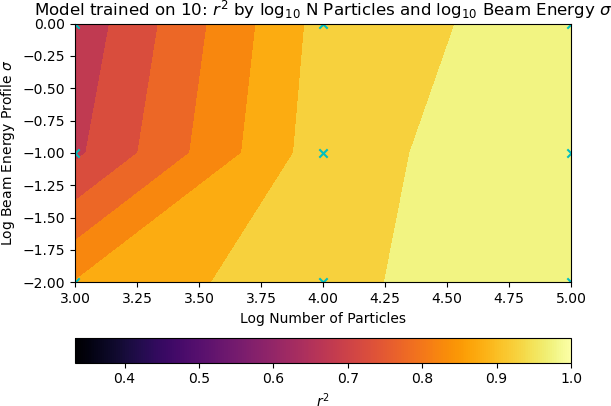 Model trained on 10: r² by log₁₀ N Particles and log₁₀ Beam Energy σ
0.00
−0.25
−0.50
−0.75
−1.00
−1.25
−1.50
−1.75
−2.00
Log Beam Energy Profile σ
3.00 3.25 3.50 3.75 4.00 4.25 4.50 4.75 5.00
Log Number of Particles
0.4 0.5 0.6 0.7 0.8 0.9 1.0
r²